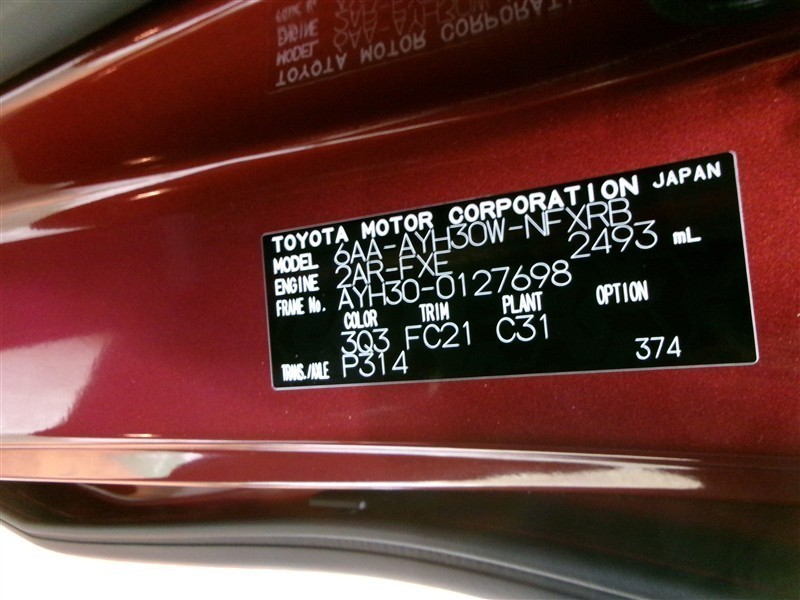 TOYOTA MOTOR CORPORATION JAPAN
MODEL 6AA-AYH30W-NFXRB
ENGINE 2AR-FXE 2493 mL
FRAME No. AYH30-0127698
COLOR TRIM PLANT OPTION
3Q3 FC21 C31
TRANS./AXLE P314 374